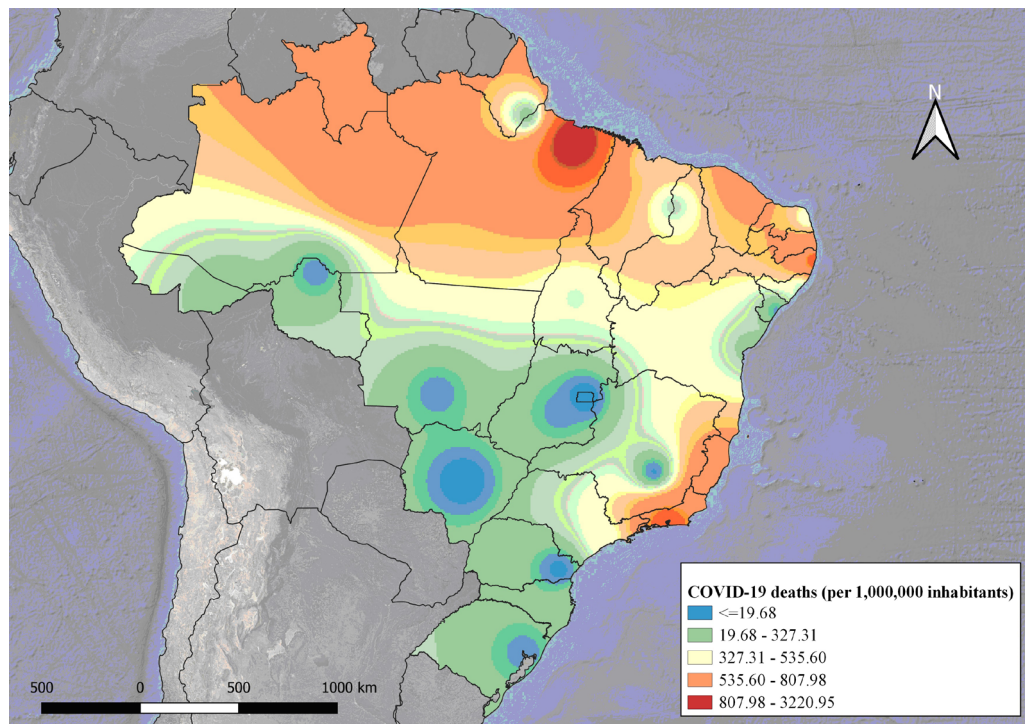 N
COVID-19 deaths (per 1,000,000 inhabitants)
<=19.68
19.68 - 327.31
327.31 - 535.60
535.60 - 807.98
807.98 - 3220.95
500 0 500 1000 km